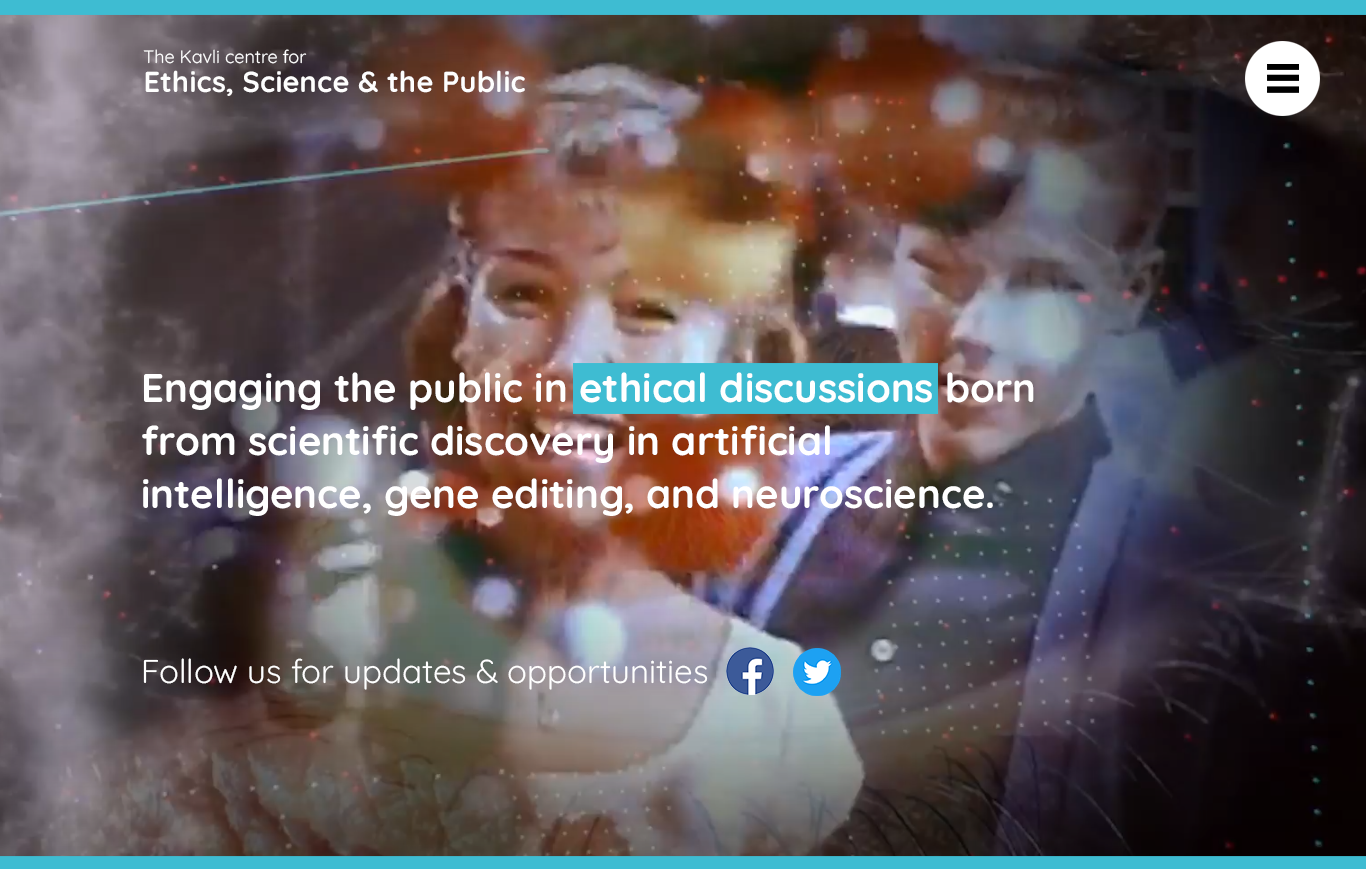 The Kavli centre for
Ethics, Science & the Public
Engaging the public in ethical discussions born
from scientific discovery in artificial
intelligence, gene editing, and neuroscience.
Follow us for updates & opportunities